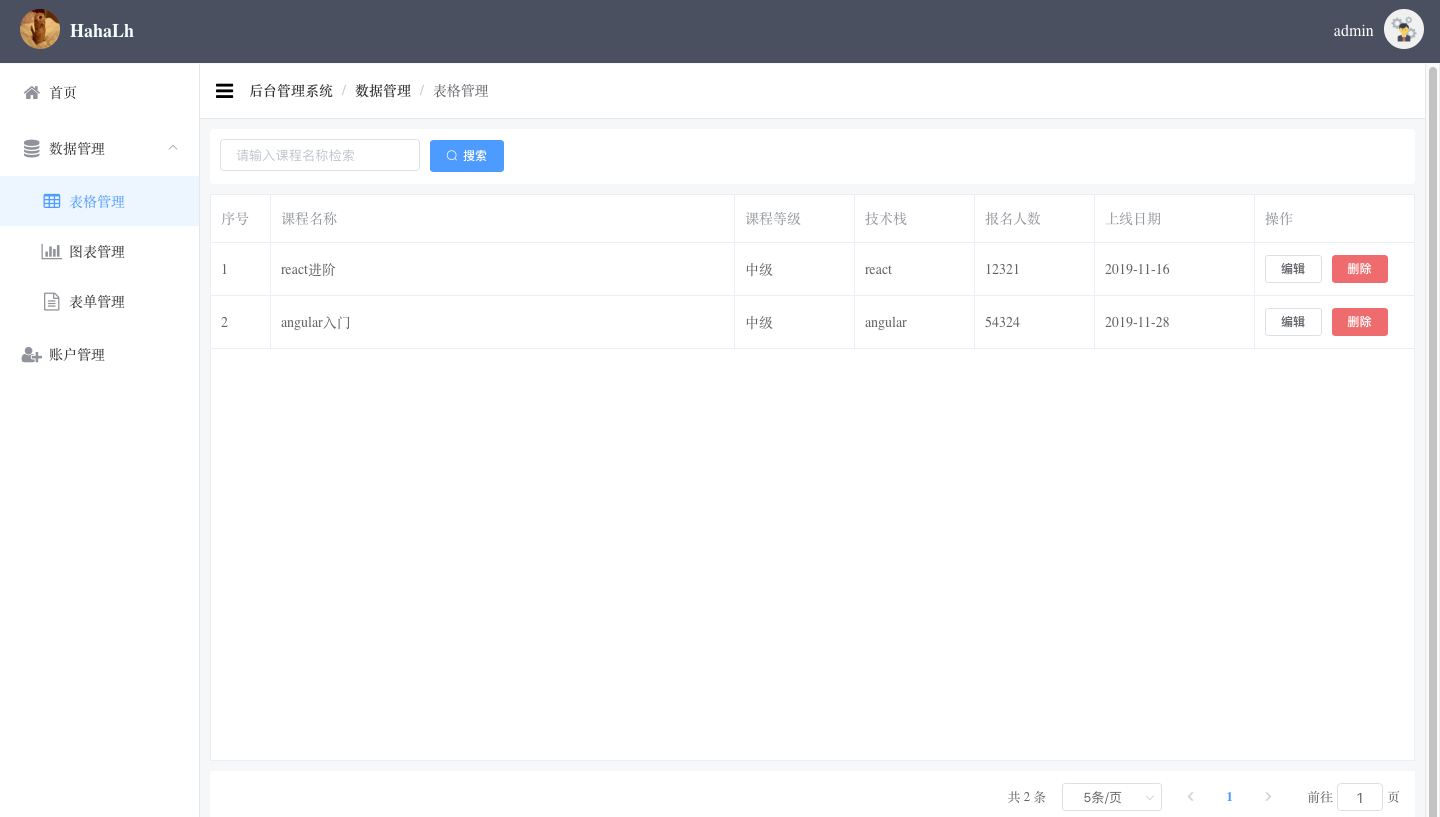 HahaLh
admin
首页
数据管理
表格管理
图表管理
表单管理
账户管理
后台管理系统 / 数据管理 / 表格管理
请输入课程名称检索 搜索
序号 课程名称 课程等级 技术栈 报名人数 上线日期 操作
1 react进阶 中级 react 12321 2019-11-16 编辑 删除
2 angular入门 中级 angular 54324 2019-11-28 编辑 删除
共 2 条 5条/页 1 前往 1 页